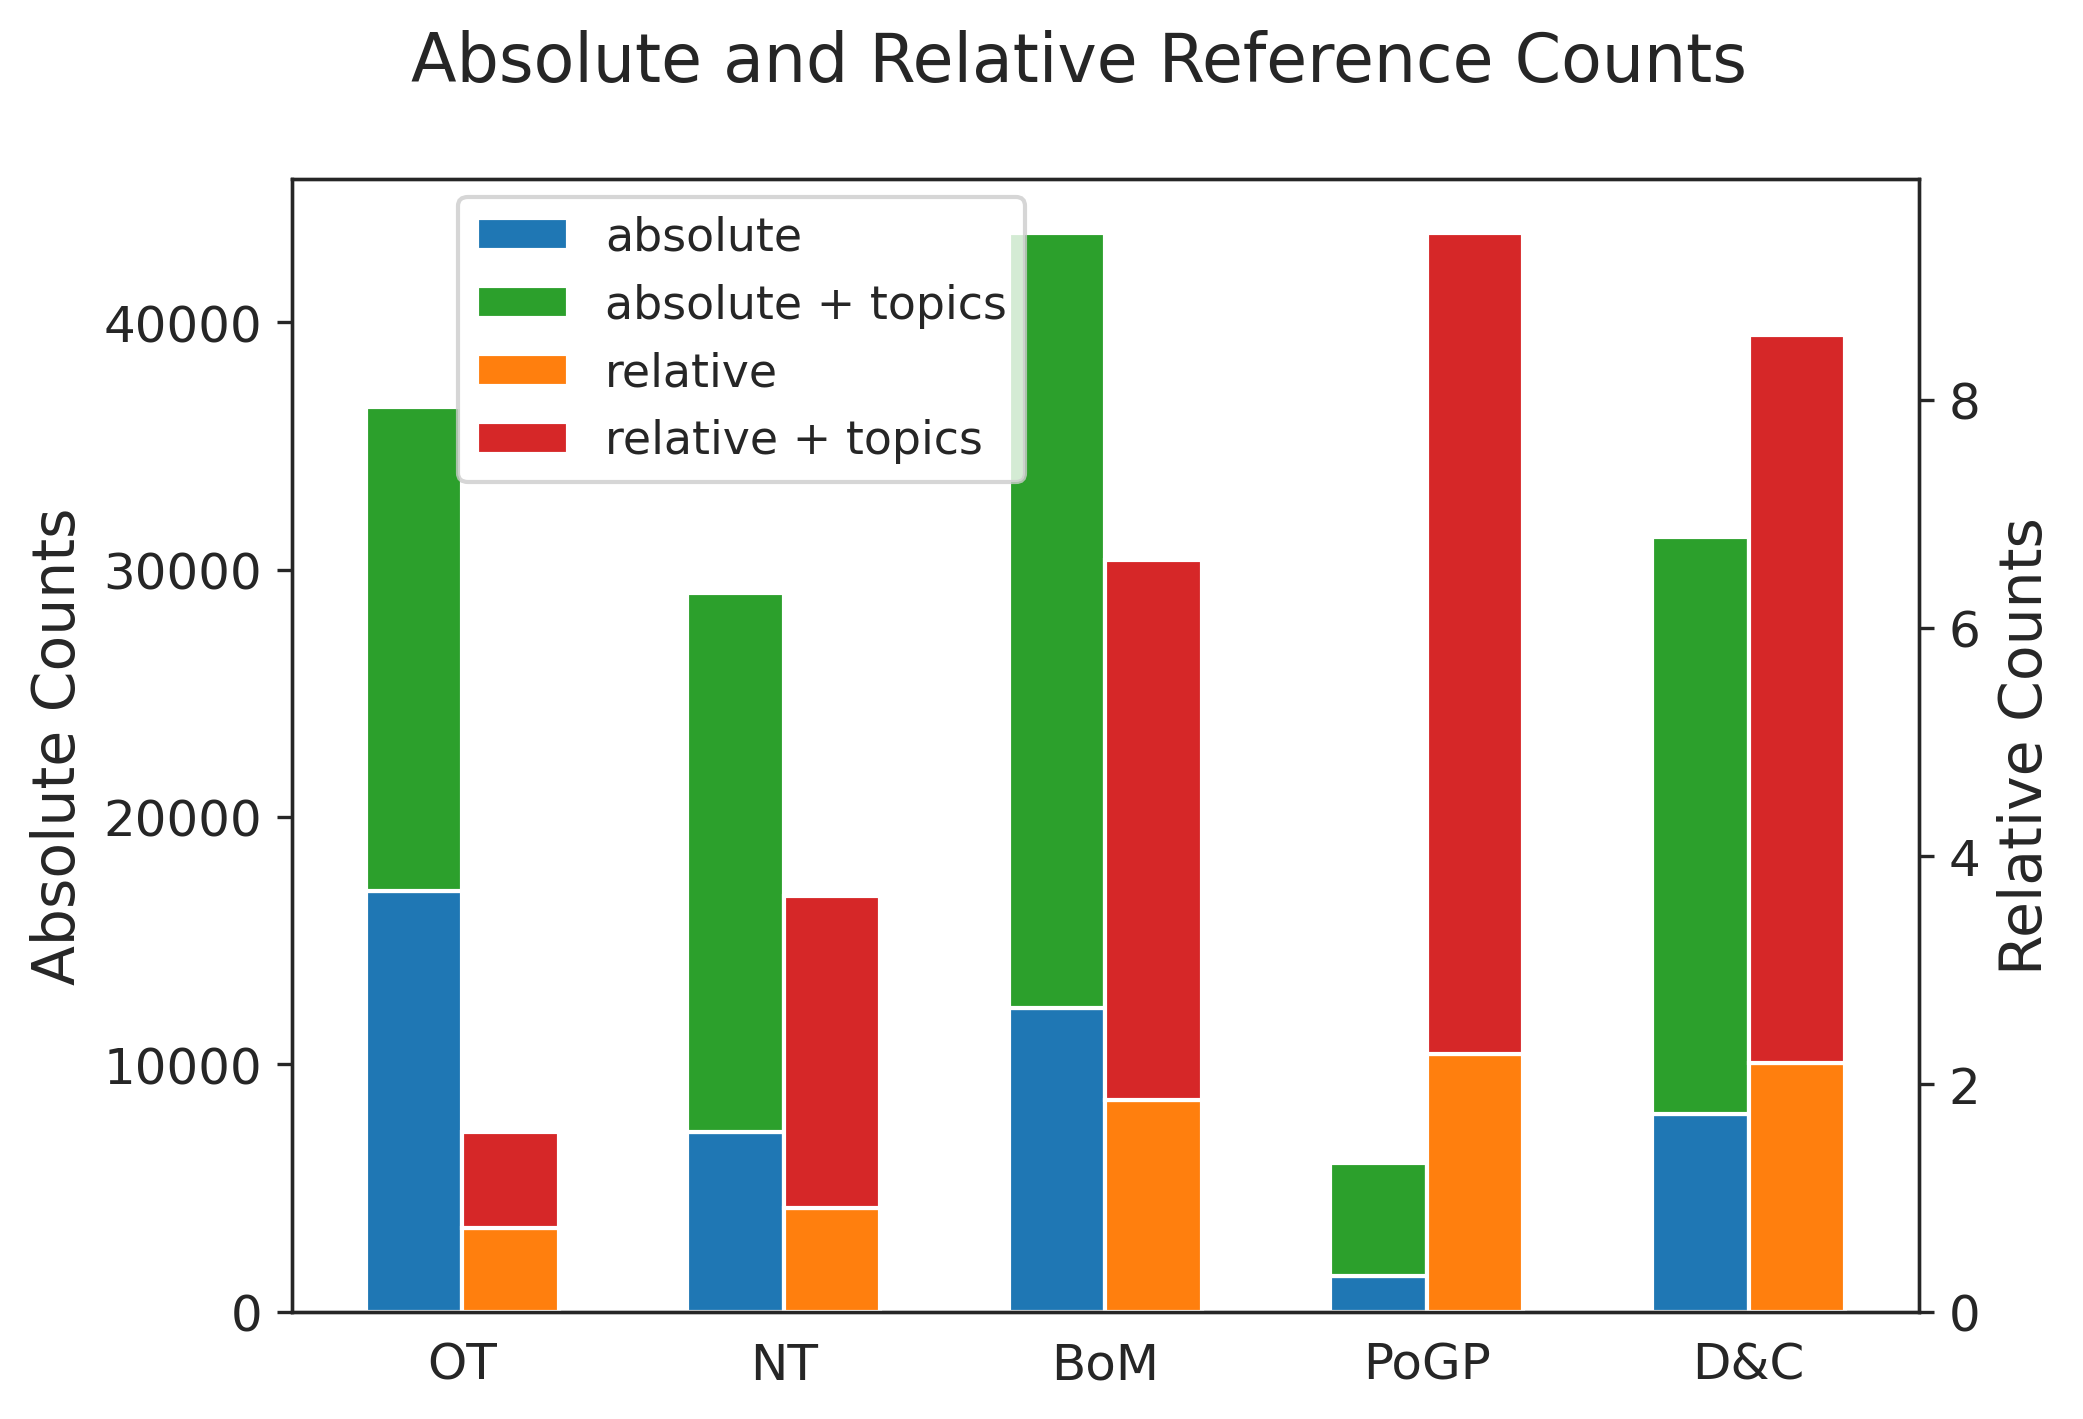 Absolute and Relative Reference Counts
absolute
absolute + topics
relative
relative + topics
Absolute Counts
40000
30000
20000
10000
0
Relative Counts
8
6
4
2
0
OT NT BoM PoGP D&C